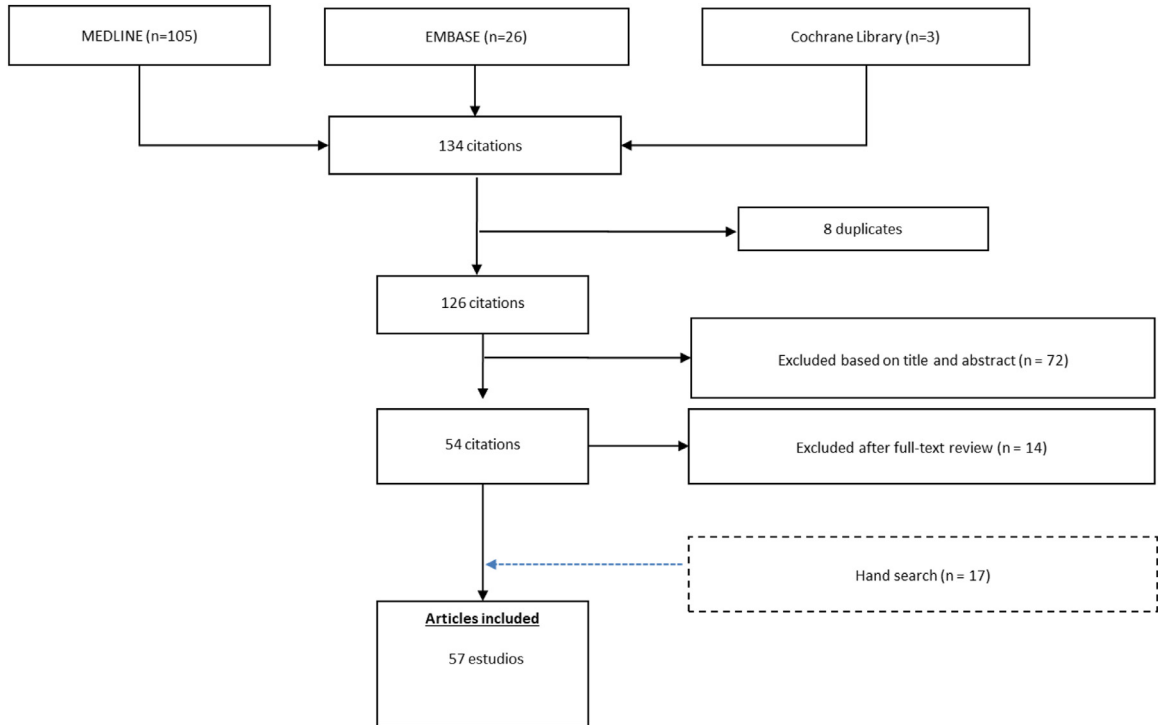 MEDLINE (n=105)
EMBASE (n=26)
Cochrane Library (n=3)
134 citations
8 duplicates
126 citations
Excluded based on title and abstract (n = 72)
54 citations
Excluded after full-text review (n = 14)
Hand search (n = 17)
Articles included
57 estudios